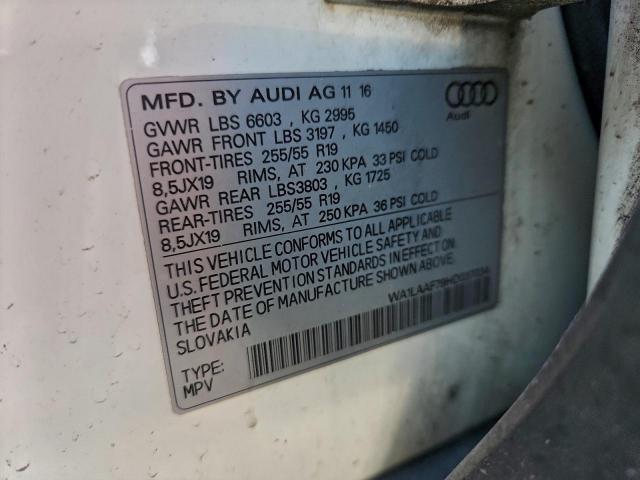 MFD. BY AUDI AG 11 16
GVWR LBS 6603 , KG 2995
GAWR FRONT LBS 3197 , KG 1450
FRONT-TIRES 255/55 R19
8,5JX19 RIMS, AT 230 KPA 33 PSI COLD
GAWR REAR LBS3803 , KG 1725
REAR-TIRES 255/55 R19
8,5JX19 RIMS, AT 250 KPA 36 PSI COLD
THIS VEHICLE CONFORMS TO ALL APPLICABLE
U.S. FEDERAL MOTOR VEHICLE SAFETY AND
THEFT PREVENTION STANDARDS IN EFFECT ON
THE DATE OF MANUFACTURE SHOWN ABOVE.
SLOVAKIA
TYPE:
MPV
Audi